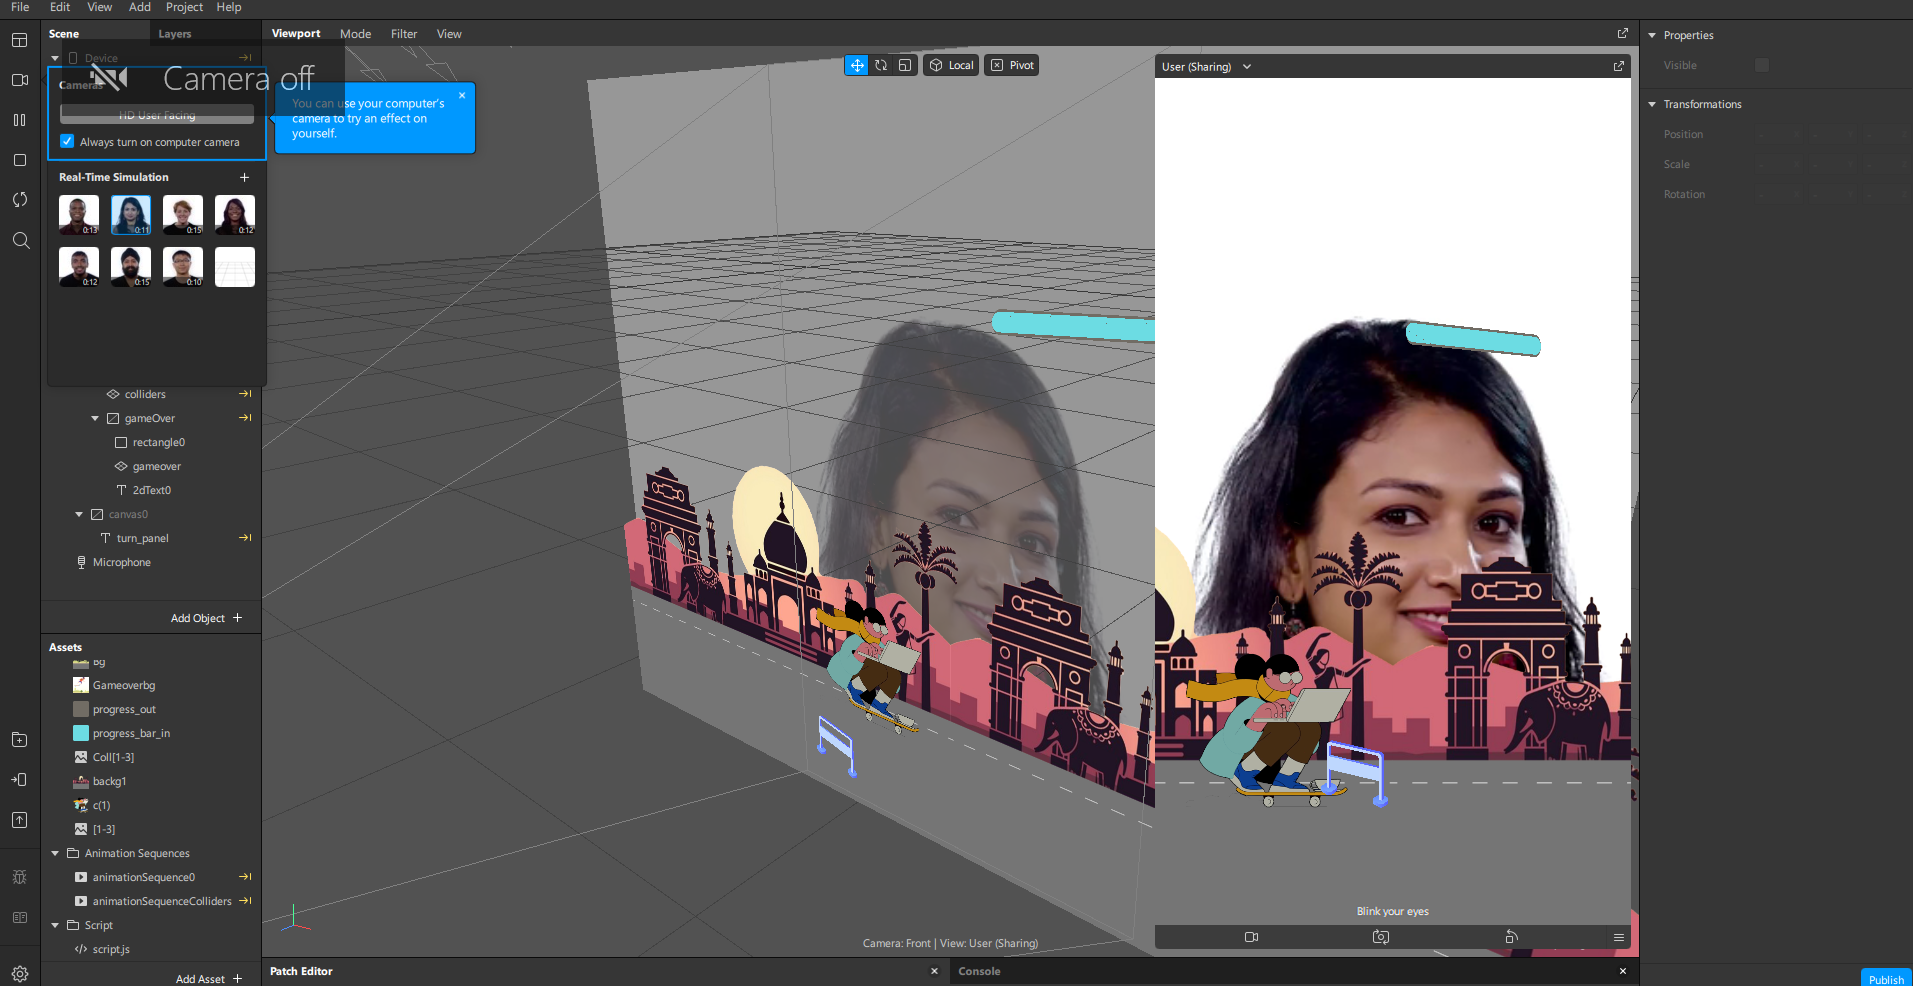 File Edit View Add Project Help
Scene Layers
Viewport Mode Filter View
Device
Camera off
Cameras
HD User Facing
Always turn on computer camera
You can use your computer's
camera to try an effect on
yourself.
Real-Time Simulation
0:13 0:11 0:15 0:12
0:12 0:15 0:10
colliders
gameOver
rectangle0
gameover
2dText0
canvas0
turn_panel
Microphone
Add Object
Assets
bg
Gameoverbg
progress_out
progress_bar_in
Coll[1-3]
backg1
c(1)
[1-3]
Animation Sequences
animationSequence0
animationSequenceColliders
Script
script.js
Add Asset
Local Pivot
User (Sharing)
Blink your eyes
Camera: Front | View: User (Sharing)
Patch Editor
Console
Properties
Visible
Transformations
Position
Scale
Rotation
Publish